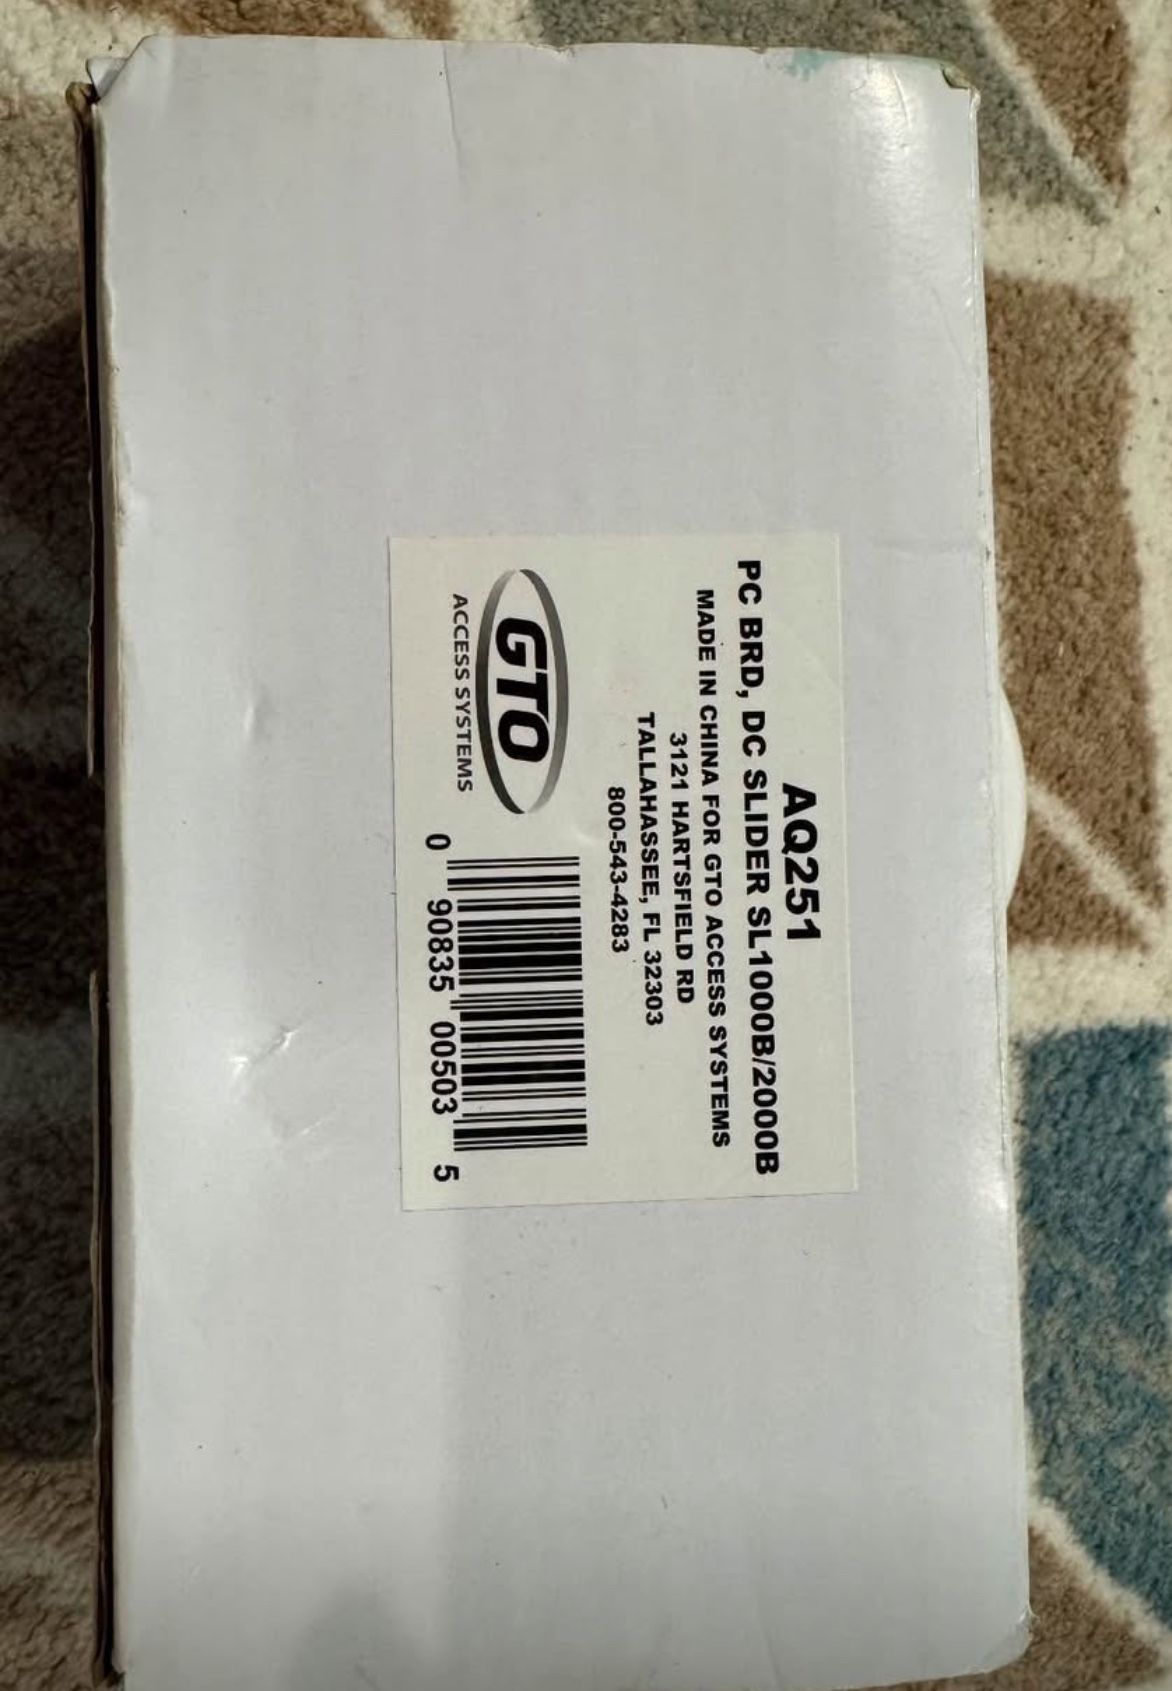 AQ251
PC BRD, DC SLIDER SL1000B/2000B
MADE IN CHINA FOR GTO ACCESS SYSTEMS
3121 HARTSFIELD RD
TALLAHASSEE, FL 32303
800-543-4283
GTO
ACCESS SYSTEMS
0 90835 00503 5